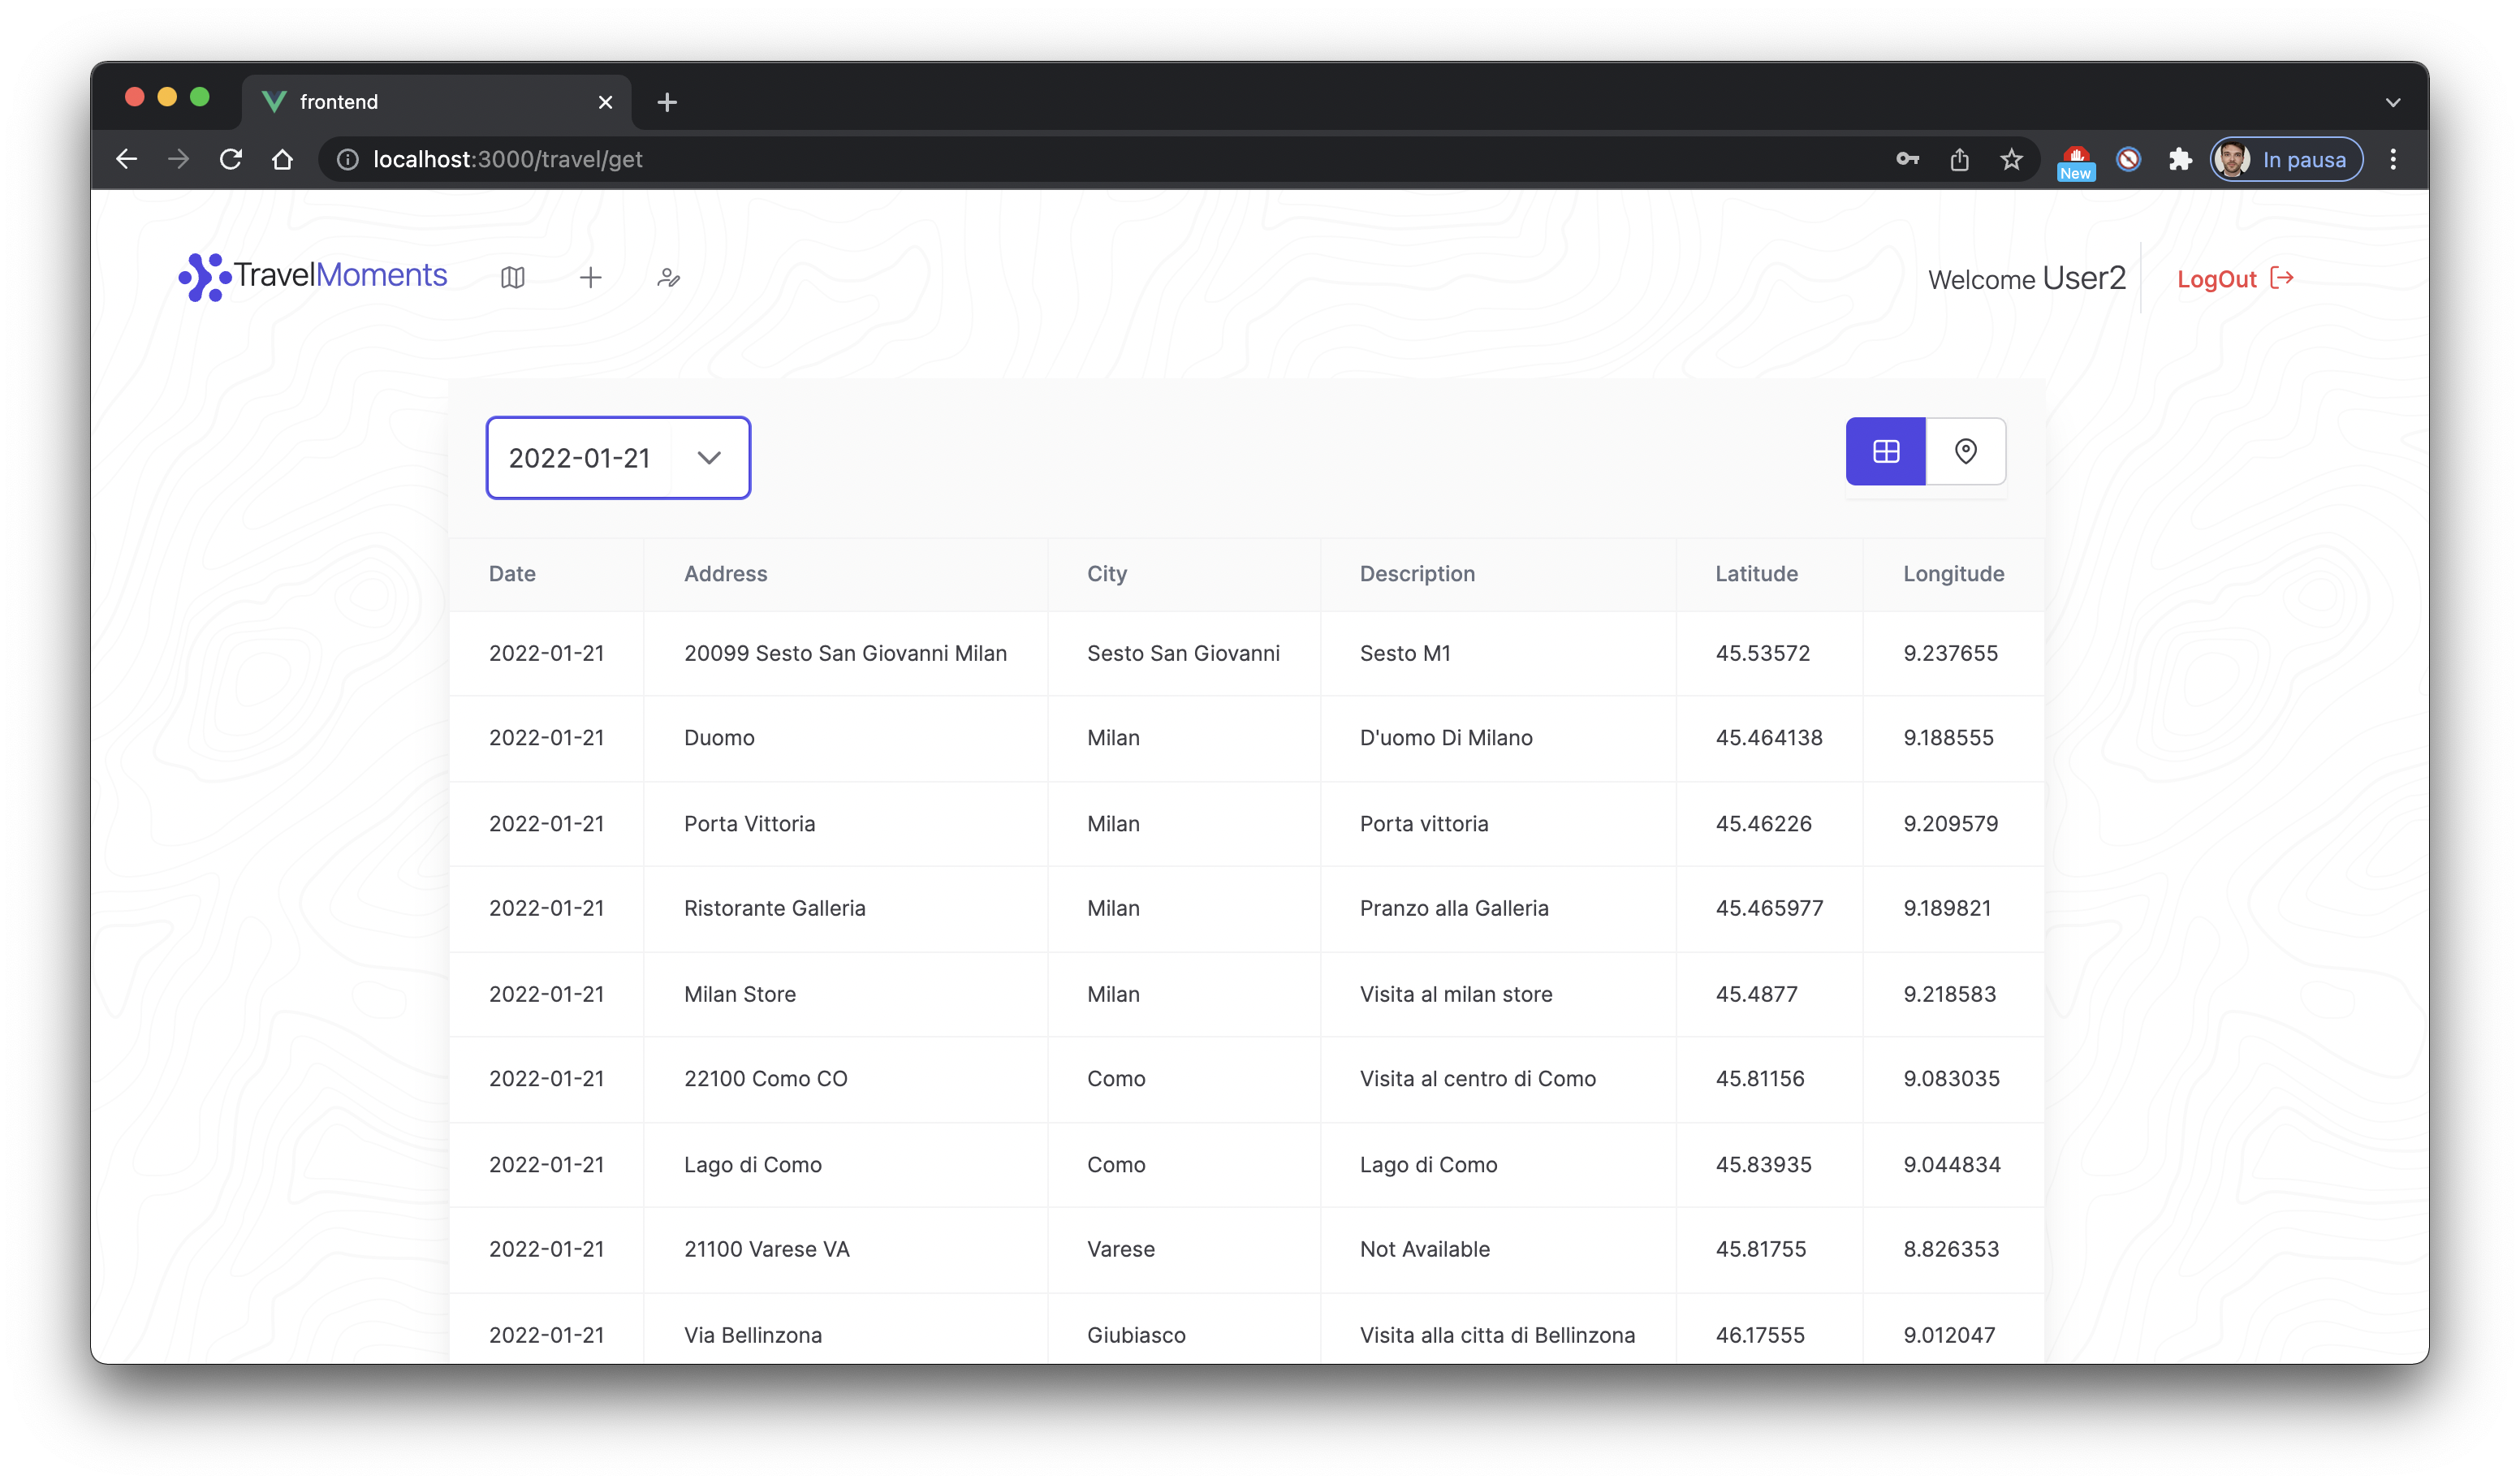 frontend
localhost:3000/travel/get
New
In pausa
TravelMoments
Welcome User2
LogOut
2022-01-21
Date Address City Description Latitude Longitude
2022-01-21 20099 Sesto San Giovanni Milan Sesto San Giovanni Sesto M1 45.53572 9.237655
2022-01-21 Duomo Milan D'uomo Di Milano 45.464138 9.188555
2022-01-21 Porta Vittoria Milan Porta vittoria 45.46226 9.209579
2022-01-21 Ristorante Galleria Milan Pranzo alla Galleria 45.465977 9.189821
2022-01-21 Milan Store Milan Visita al milan store 45.4877 9.218583
2022-01-21 22100 Como CO Como Visita al centro di Como 45.81156 9.083035
2022-01-21 Lago di Como Como Lago di Como 45.83935 9.044834
2022-01-21 21100 Varese VA Varese Not Available 45.81755 8.826353
2022-01-21 Via Bellinzona Giubiasco Visita alla citta di Bellinzona 46.17555 9.012047